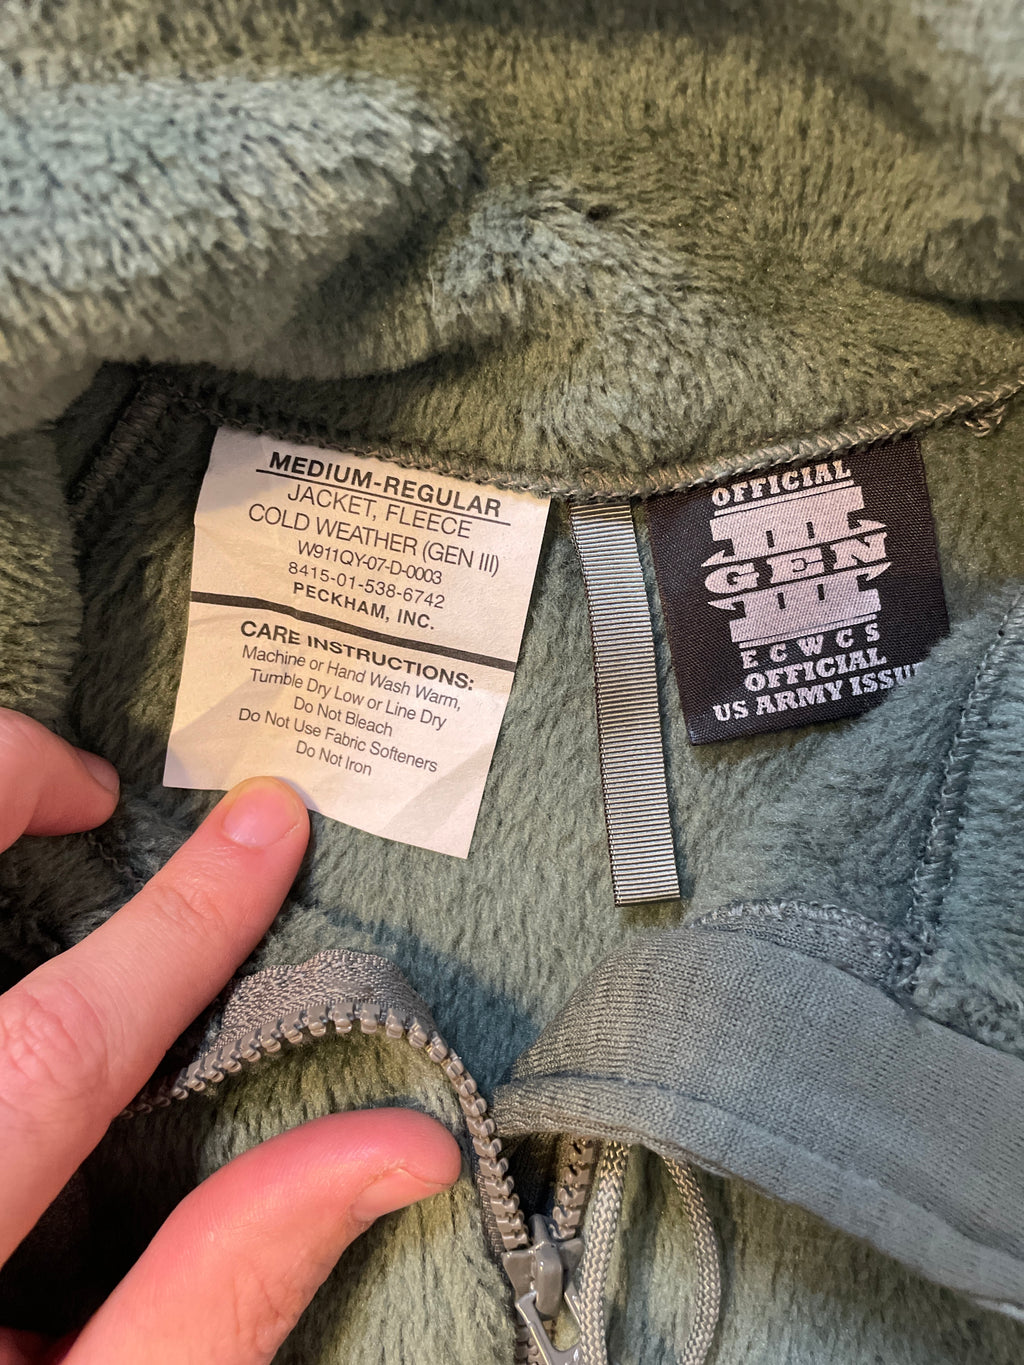 MEDIUM-REGULAR
JACKET, FLEECE
COLD WEATHER (GEN III)
W911QY-07-D-0003
8415-01-538-6742
PECKHAM, INC.
CARE INSTRUCTIONS:
Machine or Hand Wash Warm,
Tumble Dry Low or Line Dry
Do Not Bleach
Do Not Use Fabric Softeners
Do Not Iron
OFFICIAL
III
GEN
III
ECWCS
OFFICIAL
US ARMY ISSU